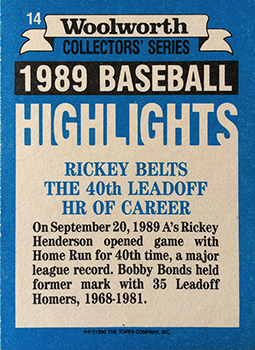 14
Woolworth
COLLECTORS' SERIES
1989 BASEBALL
HIGHLIGHTS
RICKEY BELTS
THE 40th LEADOFF
HR OF CAREER
On September 20, 1989 A's Rickey
Henderson opened game with
Home Run for 40th time, a major
league record. Bobby Bonds held
former mark with 35 Leadoff
Homers, 1968-1981.
©1990 THE TOPPS COMPANY, INC.